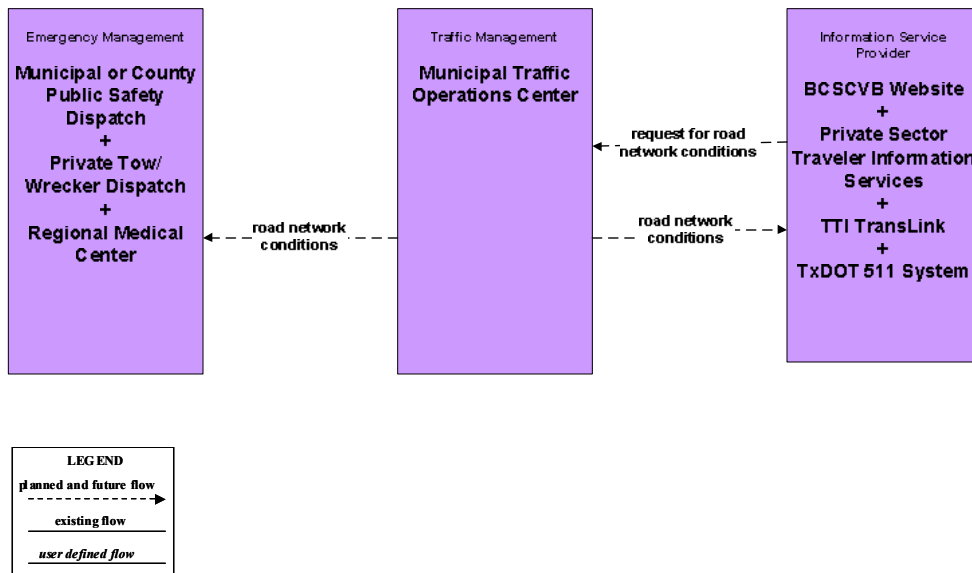 Emergency Management
Municipal or County
Public Safety
Dispatch
+
Private Tow/
Wrecker Dispatch
+
Regional Medical
Center
road network
conditions
Traffic Management
Municipal Traffic
Operations Center
request for road
network conditions
road network
conditions
Information Service
Provider
BCSCVB Website
+
Private Sector
Traveler Information
Services
+
TTI TransLink
+
TxDOT 511 System
LEGEND
planned and future flow
existing flow
user defined flow